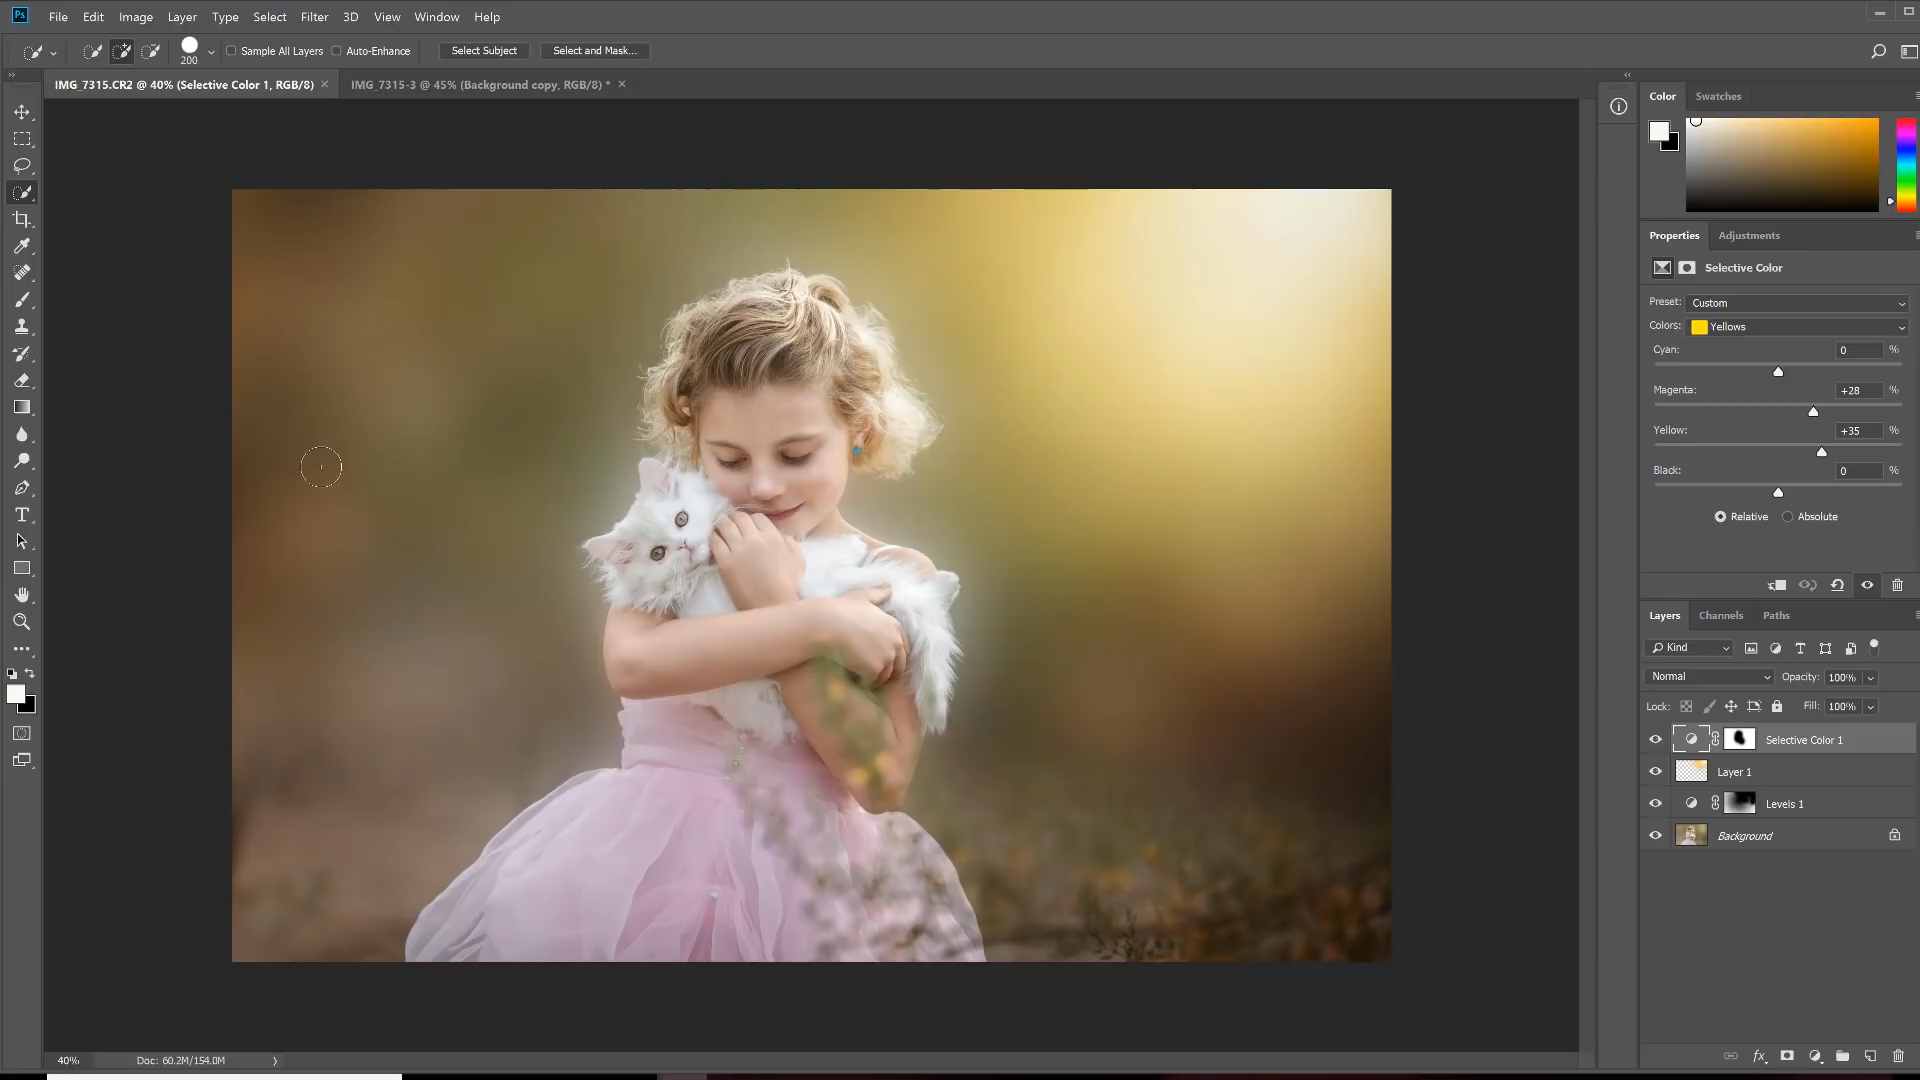 Ps File Edit Image Layer Type Select Filter 3D View Window Help
200 Sample All Layers Auto-Enhance Select Subject Select and Mask...
IMG_7315.CR2 @ 40% (Selective Color 1, RGB/8) × IMG_7315-3 @ 45% (Background copy, RGB/8) * ×
Color Swatches
Properties Adjustments
Selective Color
Preset: Custom
Colors: Yellows
Cyan: 0 %
Magenta: +28 %
Yellow: +35 %
Black: 0 %
Relative Absolute
Layers Channels Paths
Kind
Normal Opacity: 100%
Lock: Fill: 100%
Selective Color 1
Layer 1
Levels 1
Background
fx
40% Doc: 60.2M/154.0M